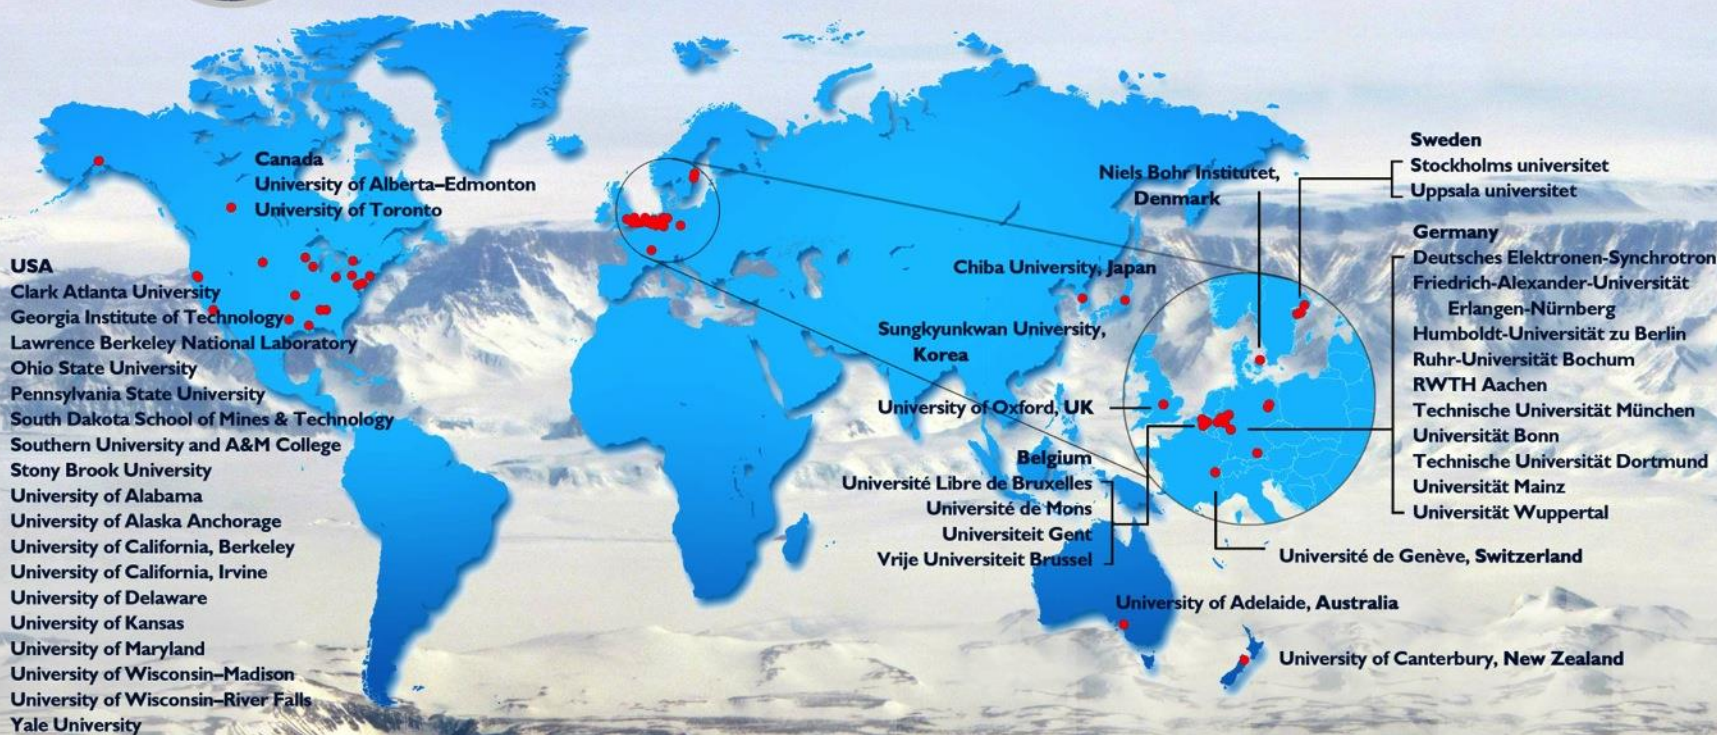 Canada
University of Alberta–Edmonton
University of Toronto
USA
Clark Atlanta University
Georgia Institute of Technology
Lawrence Berkeley National Laboratory
Ohio State University
Pennsylvania State University
South Dakota School of Mines & Technology
Southern University and A&M College
Stony Brook University
University of Alabama
University of Alaska Anchorage
University of California, Berkeley
University of California, Irvine
University of Delaware
University of Kansas
University of Maryland
University of Wisconsin–Madison
University of Wisconsin–River Falls
Yale University
Niels Bohr Institutet,
Denmark
Chiba University, Japan
Sungkyunkwan University,
Korea
University of Oxford, UK
Belgium
Université Libre de Bruxelles
Université de Mons
Universiteit Gent
Vrije Universiteit Brussel
Sweden
Stockholms universitet
Uppsala universitet
Germany
Deutsches Elektronen-Synchrotron
Friedrich-Alexander-Universität
Erlangen-Nürnberg
Humboldt-Universität zu Berlin
Ruhr-Universität Bochum
RWTH Aachen
Technische Universität München
Universität Bonn
Technische Universität Dortmund
Universität Mainz
Universität Wuppertal
Université de Genève, Switzerland
University of Adelaide, Australia
University of Canterbury, New Zealand